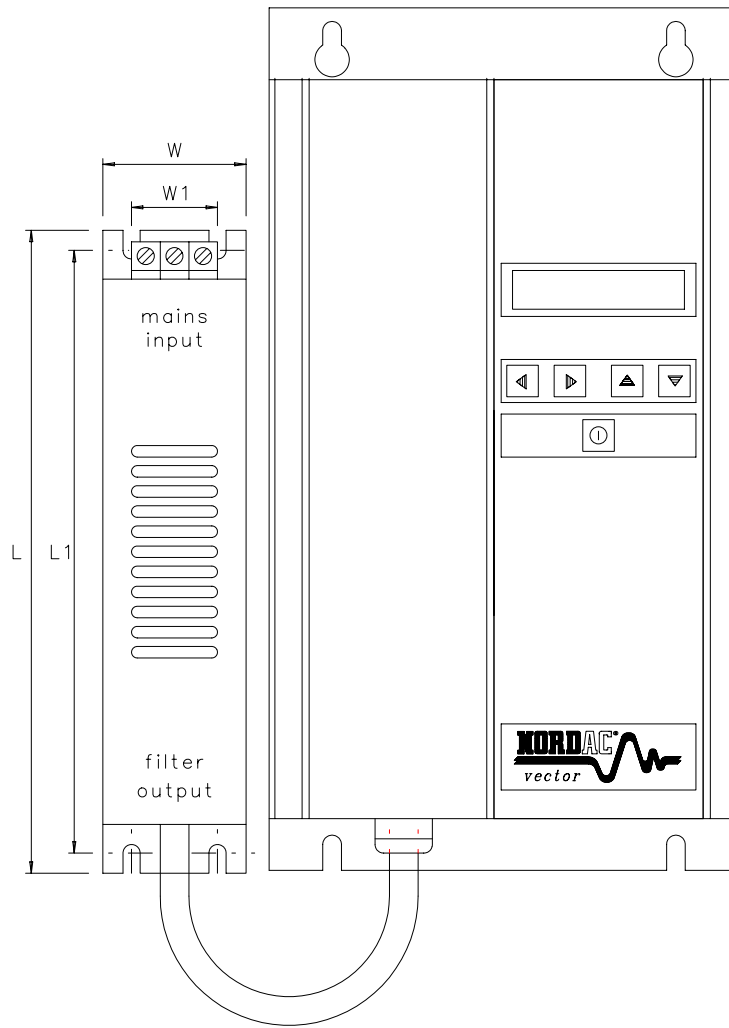 W
W1
mains
input
L
L1
NORDAC®
vector
filter
output